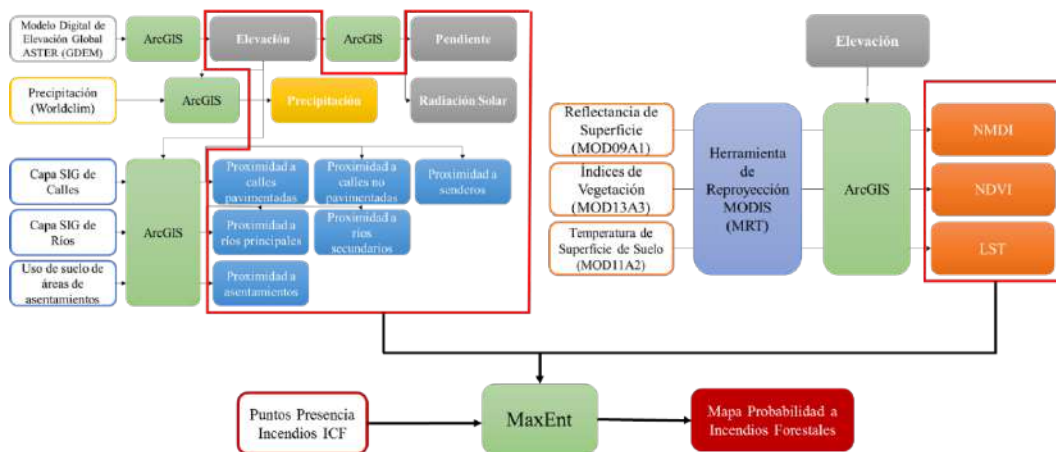 Modelo Digital de
Elevación Global
ASTER (GDEM)
ArcGIS
Elevación
ArcGIS
Pendiente
Precipitación
(Worldclim)
ArcGIS
Precipitación
Radiación Solar
Capa SIG de
Calles
Capa SIG de
Ríos
Uso de suelo de
áreas de
asentamientos
ArcGIS
Proximidad a
calles
pavimentadas
Proximidad a
calles no
pavimentadas
Proximidad a
senderos
Proximidad a
ríos principales
Proximidad a
ríos
secundarios
Proximidad a
asentamientos
Elevación
Reflectancia de
Superficie
(MOD09A1)
Índices de
Vegetación
(MOD13A3)
Temperatura de
Superficie de Suelo
(MOD11A2)
Herramienta
de
Reproyección
MODIS
(MRT)
ArcGIS
NMDI
NDVI
LST
Puntos Presencia
Incendios ICF
MaxEnt
Mapa Probabilidad a
Incendios Forestales